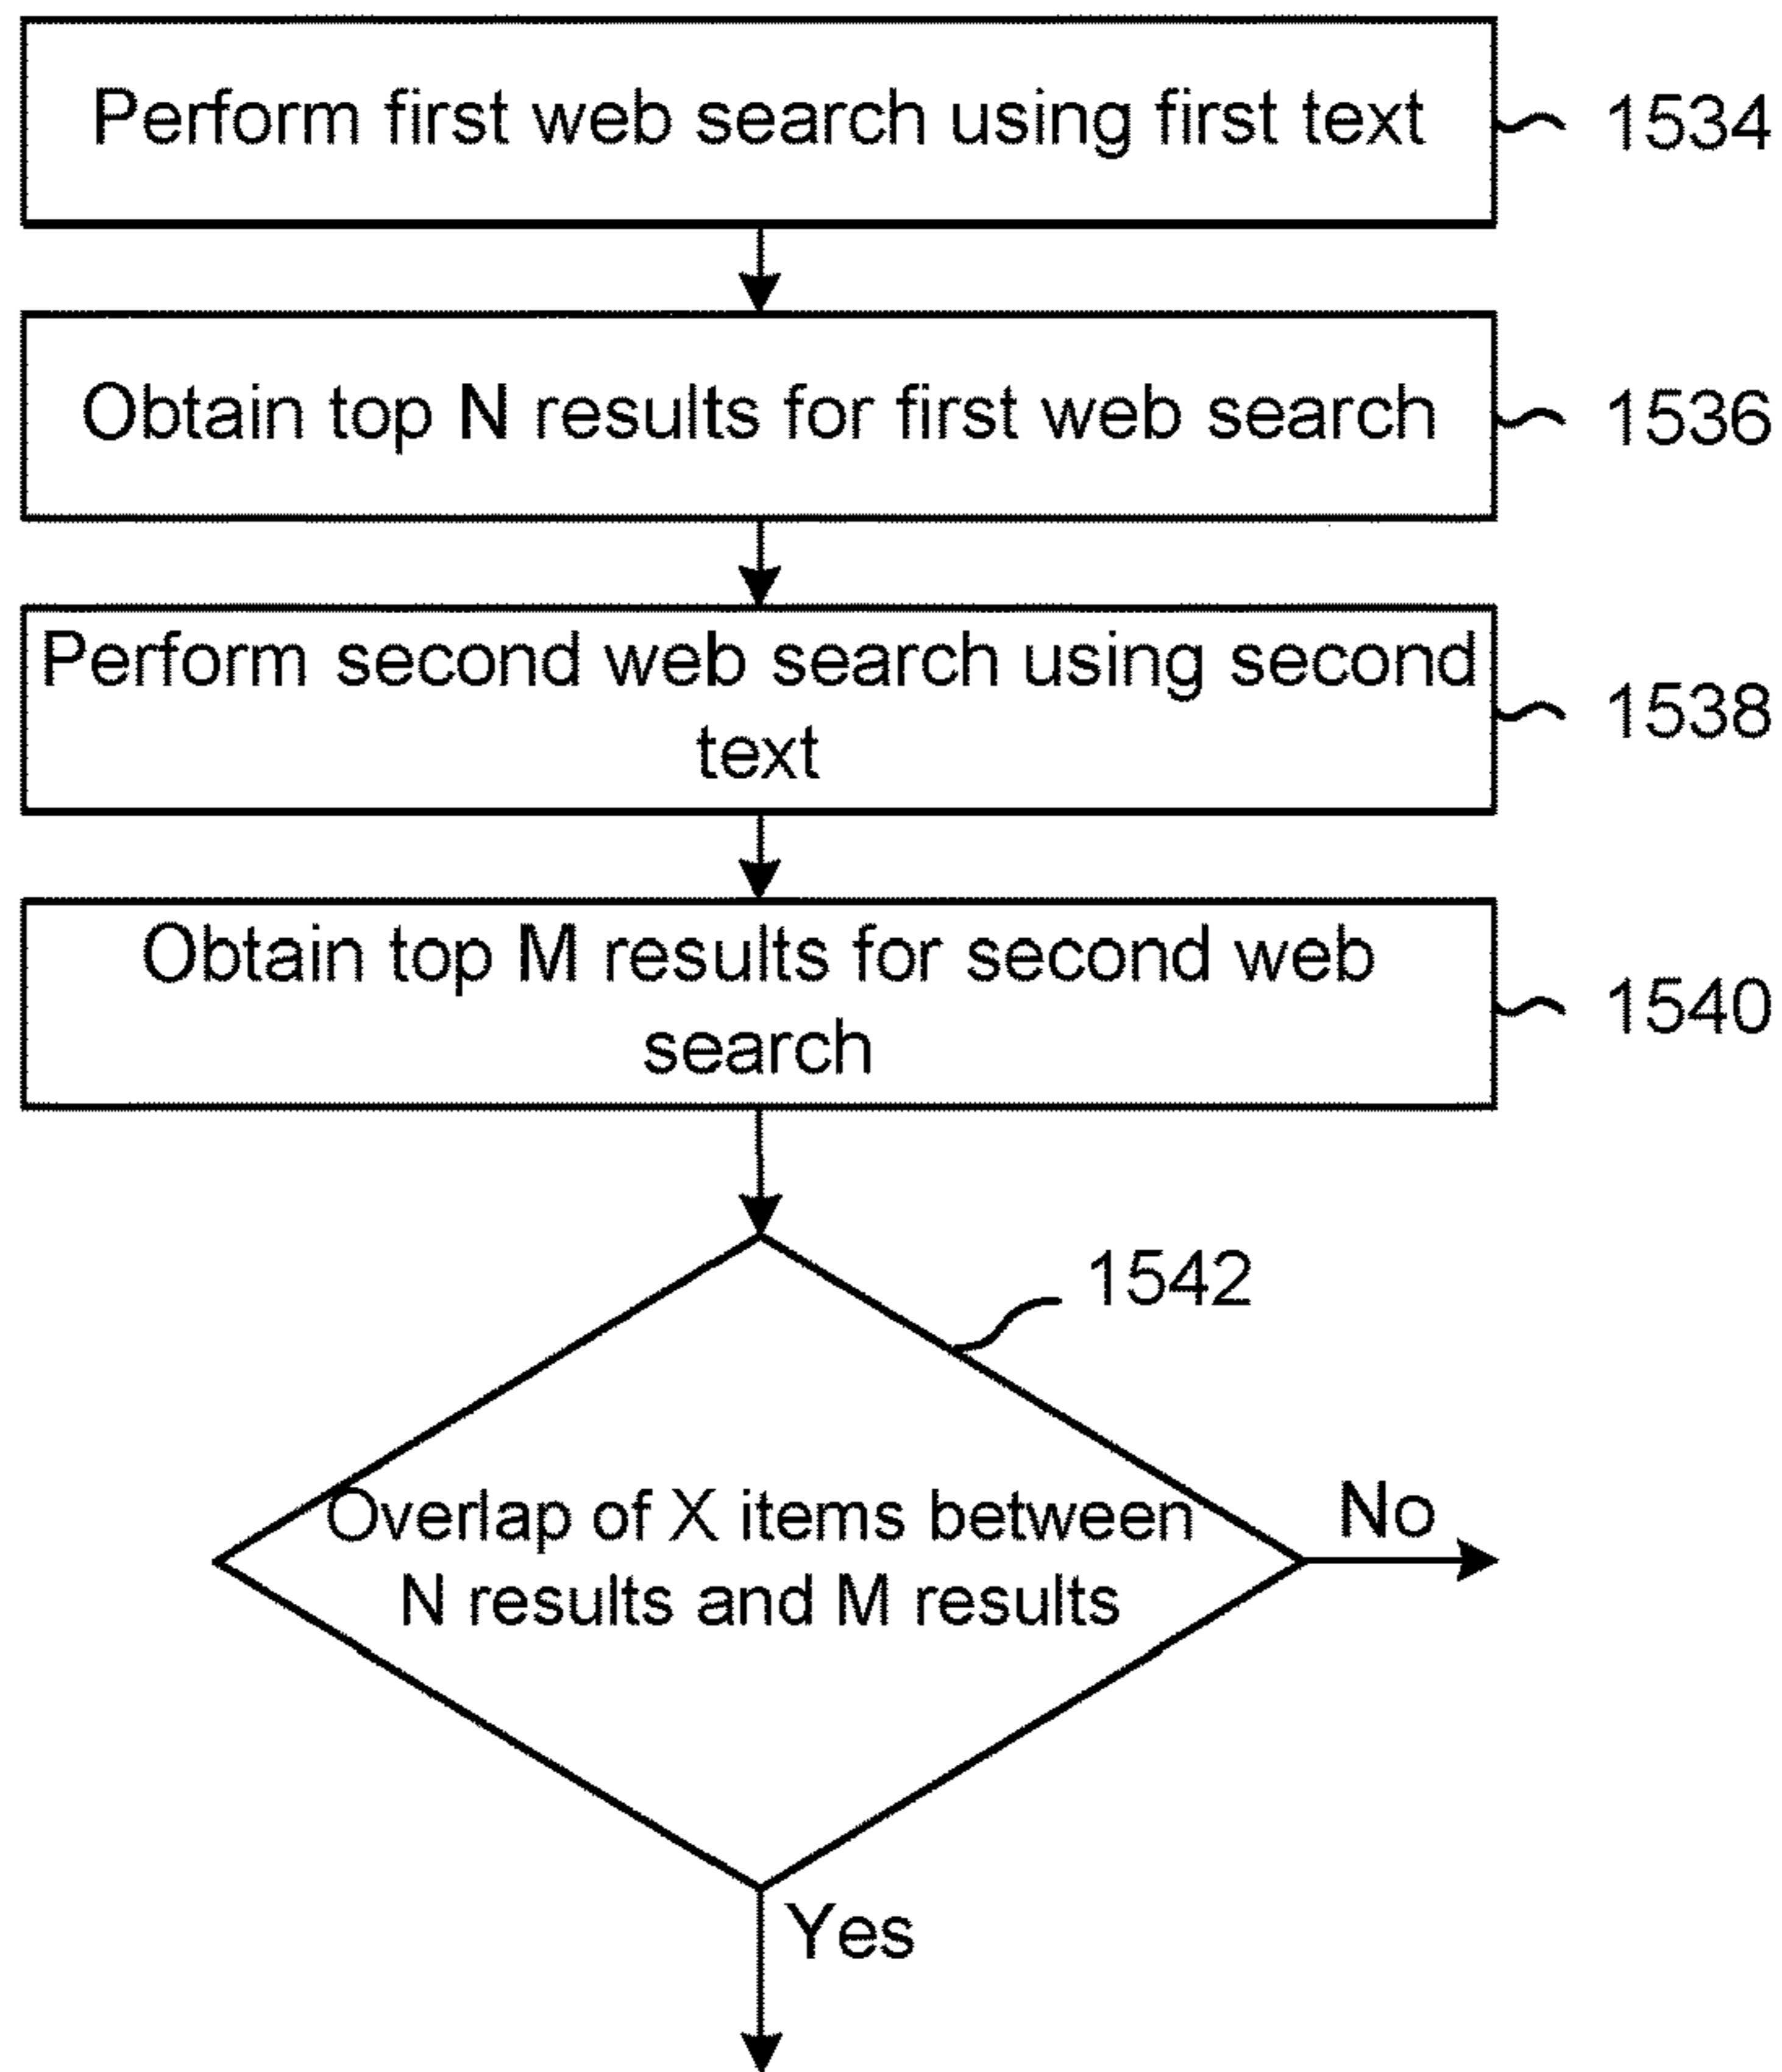 Perform first web search using first text
1534
Obtain top N results for first web search
1536
Perform second web search using second
text
1538
Obtain top M results for second web
search
1540
1542
Overlap of X items between
N results and M results
No
Yes